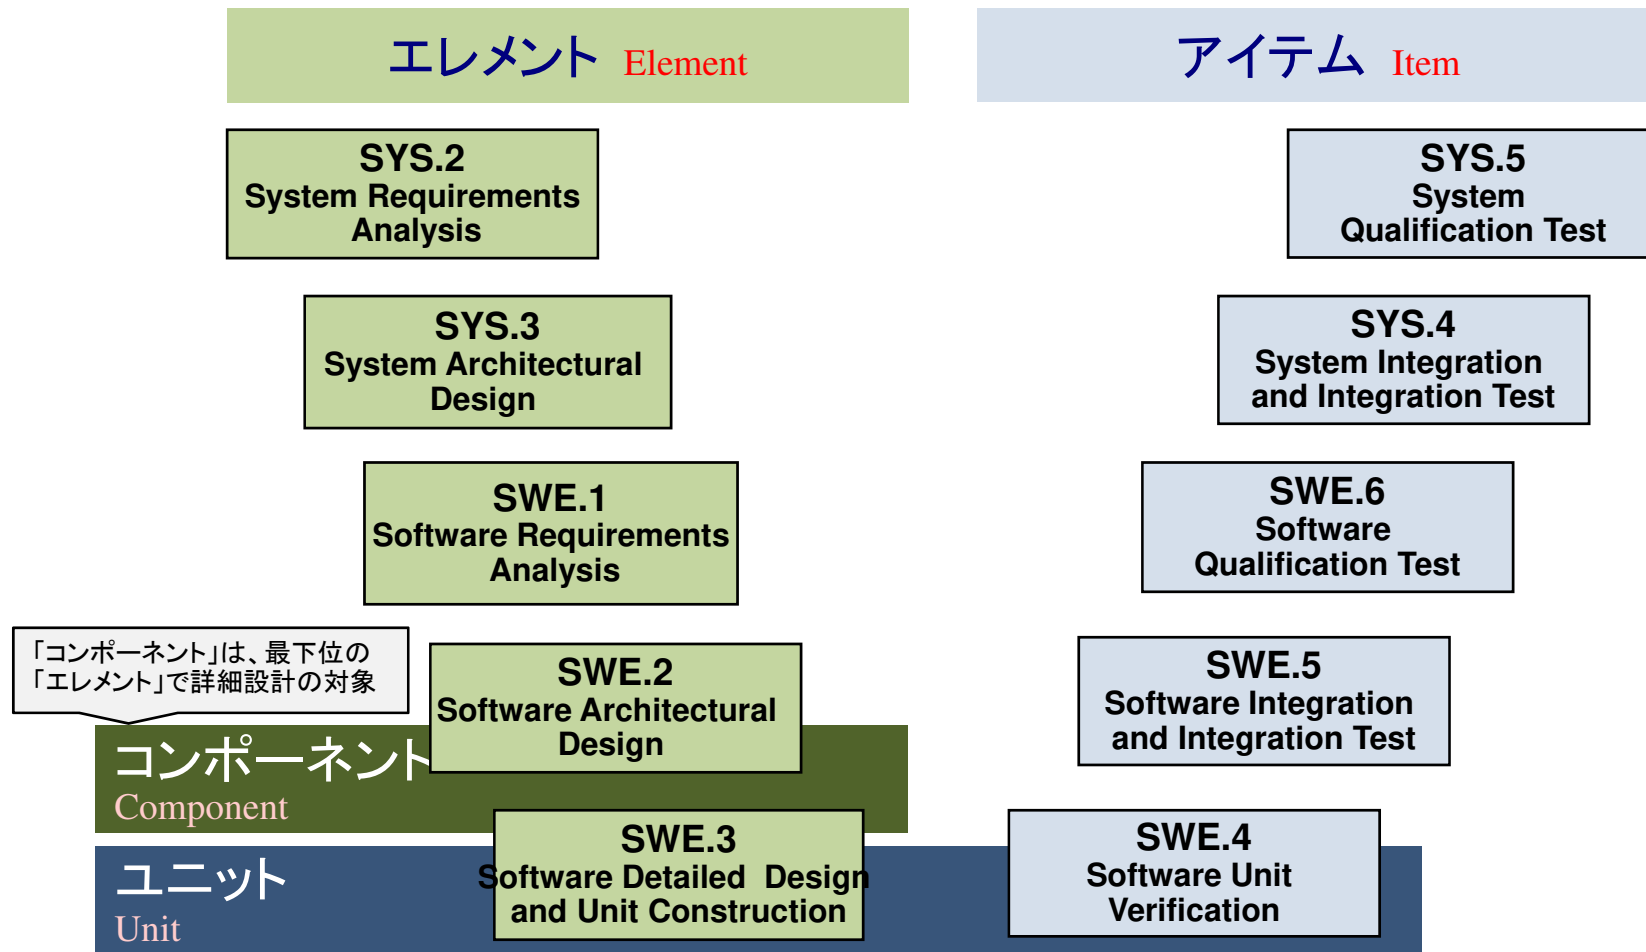 エレメント Element
アイテム Item
SYS.2
System Requirements
Analysis
SYS.5
System
Qualification Test
SYS.3
System Architectural
Design
SYS.4
System Integration
and Integration Test
SWE.1
Software Requirements
Analysis
SWE.6
Software
Qualification Test
「コンポーネント」は、最下位の
「エレメント」で詳細設計の対象
SWE.2
Software Architectural
Design
SWE.5
Software Integration
and Integration Test
コンポーネント
Component
SWE.3
Software Detailed  Design
and Unit Construction
SWE.4
Software Unit
Verification
ユニット
Unit